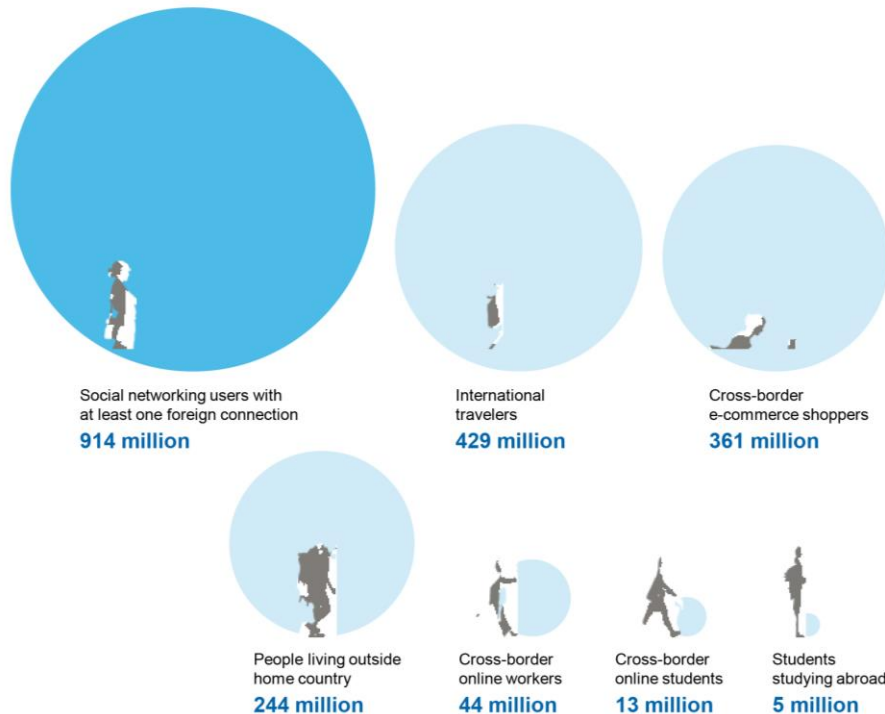 Social networking users with
at least one foreign connection
914 million
International
travelers
429 million
Cross-border
e-commerce shoppers
361 million
People living outside
home country
244 million
Cross-border
online workers
44 million
Cross-border
online students
13 million
Students
studying abroad
5 million